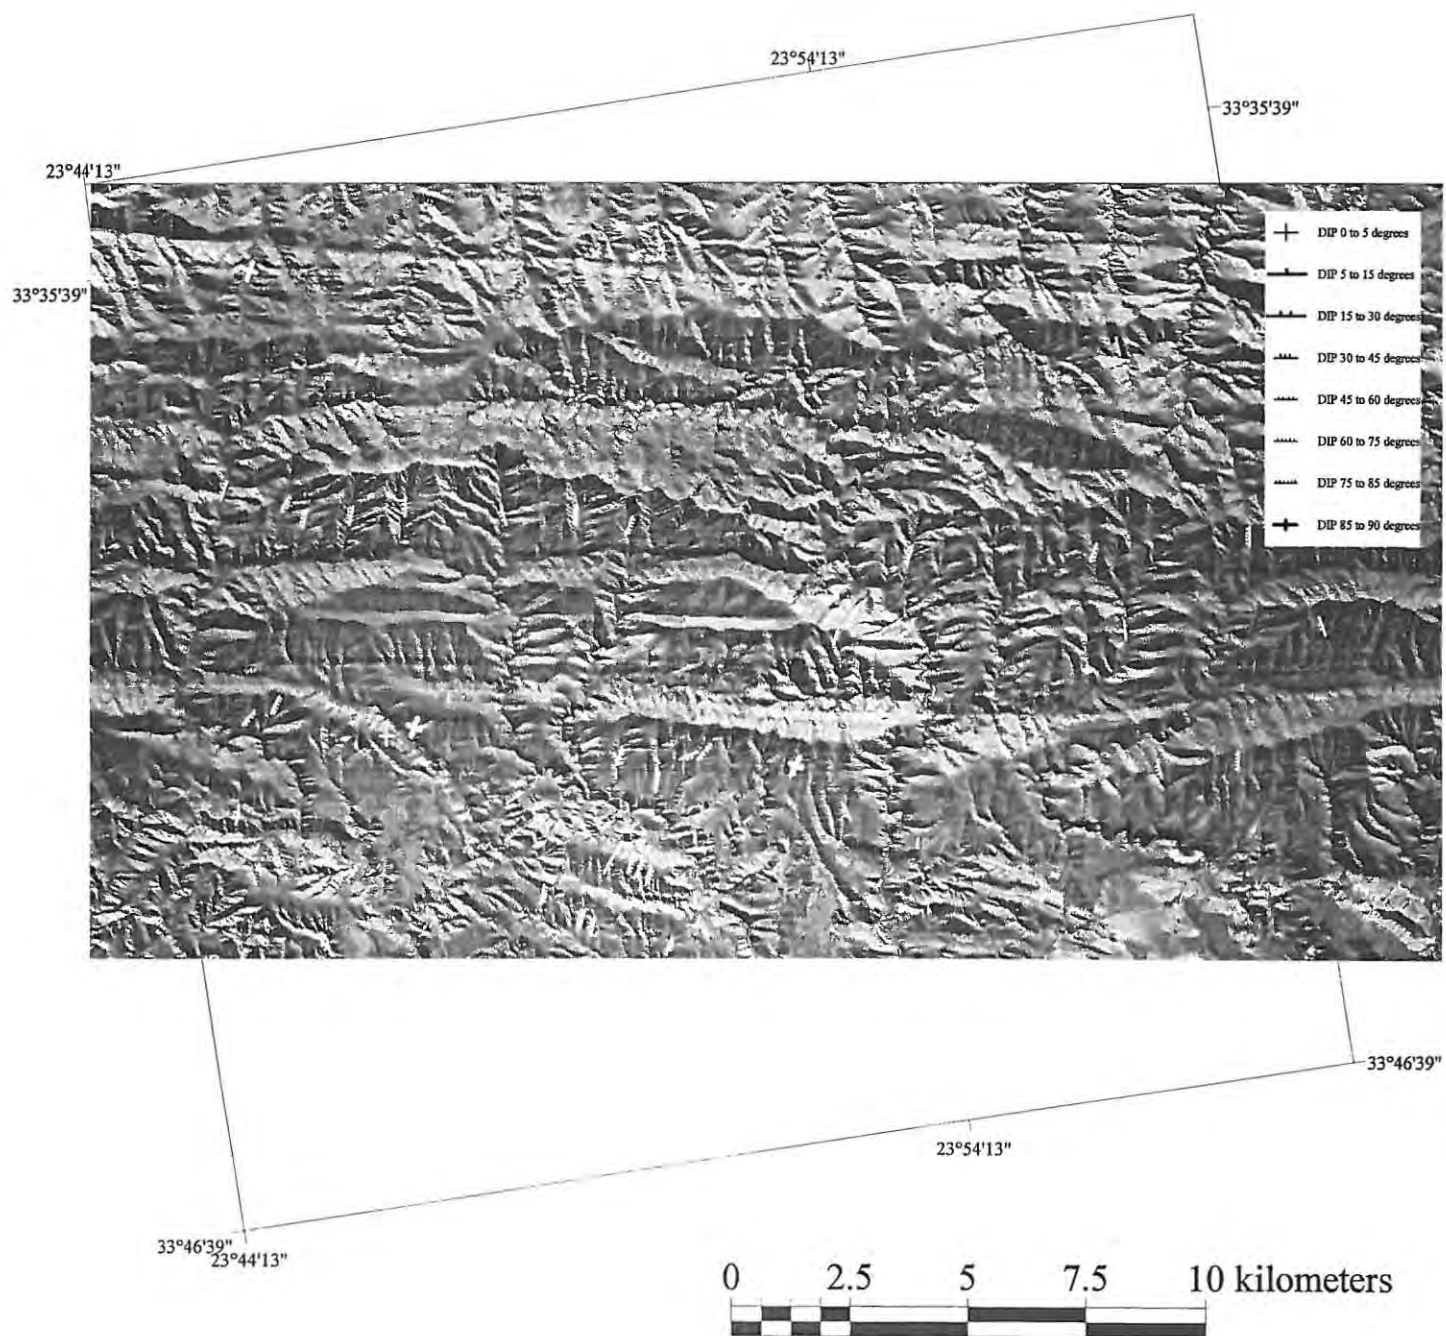 23°54'13"
33°35'39"
23°44'13"
33°35'39"
DIP 0 to 5 degrees
DIP 5 to 15 degrees
DIP 15 to 30 degrees
DIP 30 to 45 degrees
DIP 45 to 60 degrees
DIP 60 to 75 degrees
DIP 75 to 85 degrees
DIP 85 to 90 degrees
33°46'39"
23°54'13"
33°46'39"
23°44'13"
0 2.5 5 7.5 10 kilometers